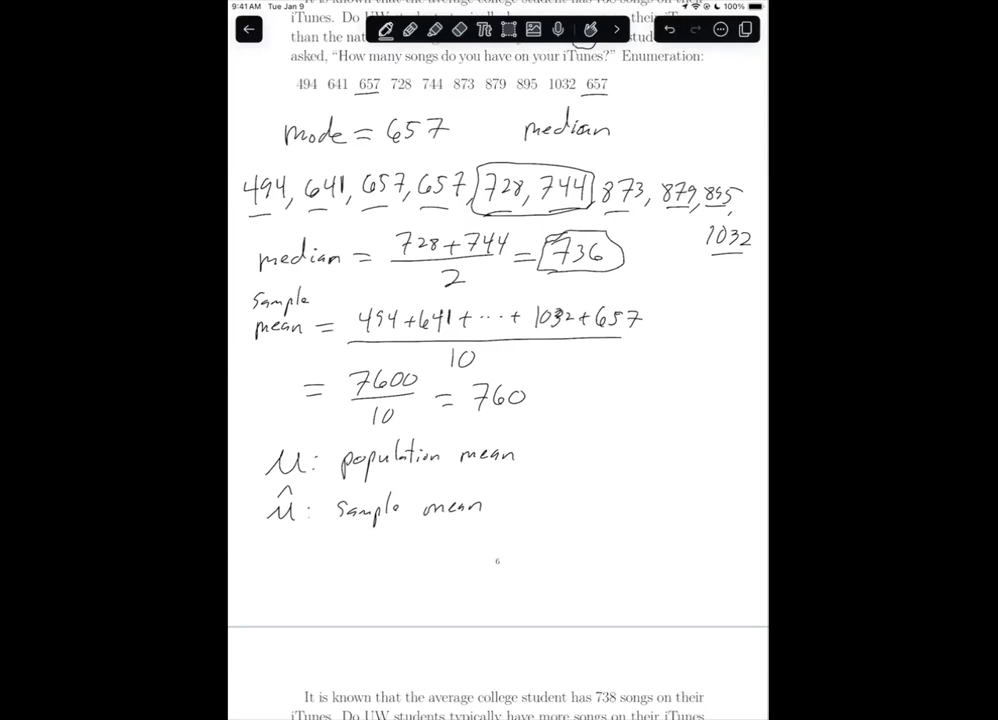 9:41 AM Tue Jan 9 100%
iTunes. Do their
than the nat
asked, “How many songs do you have on your iTunes?” Enumeration:
494 641 657 728 744 873 879 895 1032 657
mode = 657 median
494, 641, 657, 657, 728, 744, 873, 879, 895,
1032
median = 728 + 744 / 2 = 736
sample
mean = 494 + 641 + ... + 1032 + 657 / 10
= 7600 / 10 = 760
μ: population mean
μ̂: sample mean
6
It is known that the average college student has 738 songs on their
iTunes. Do UW students typically have more songs on their iTunes